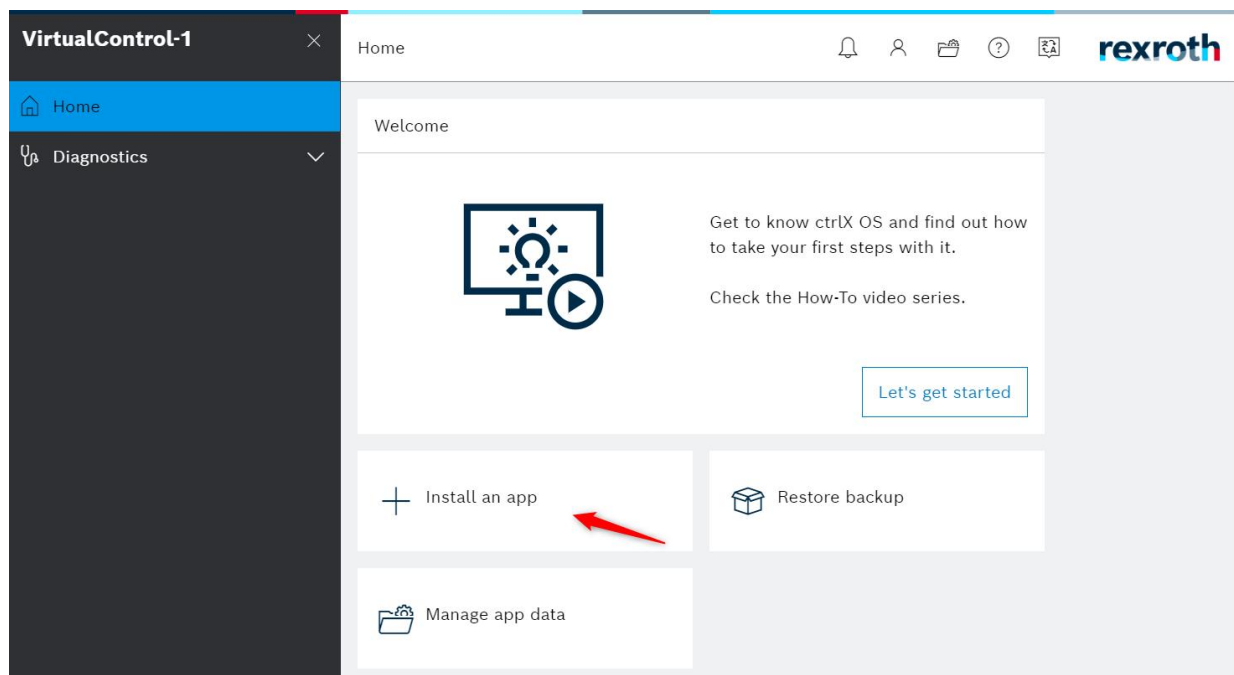 VirtualControl-1
Home
rexroth
Home
Diagnostics
Welcome
Get to know ctrlX OS and find out how
to take your first steps with it.
Check the How-To video series.
Let's get started
Install an app
Restore backup
Manage app data